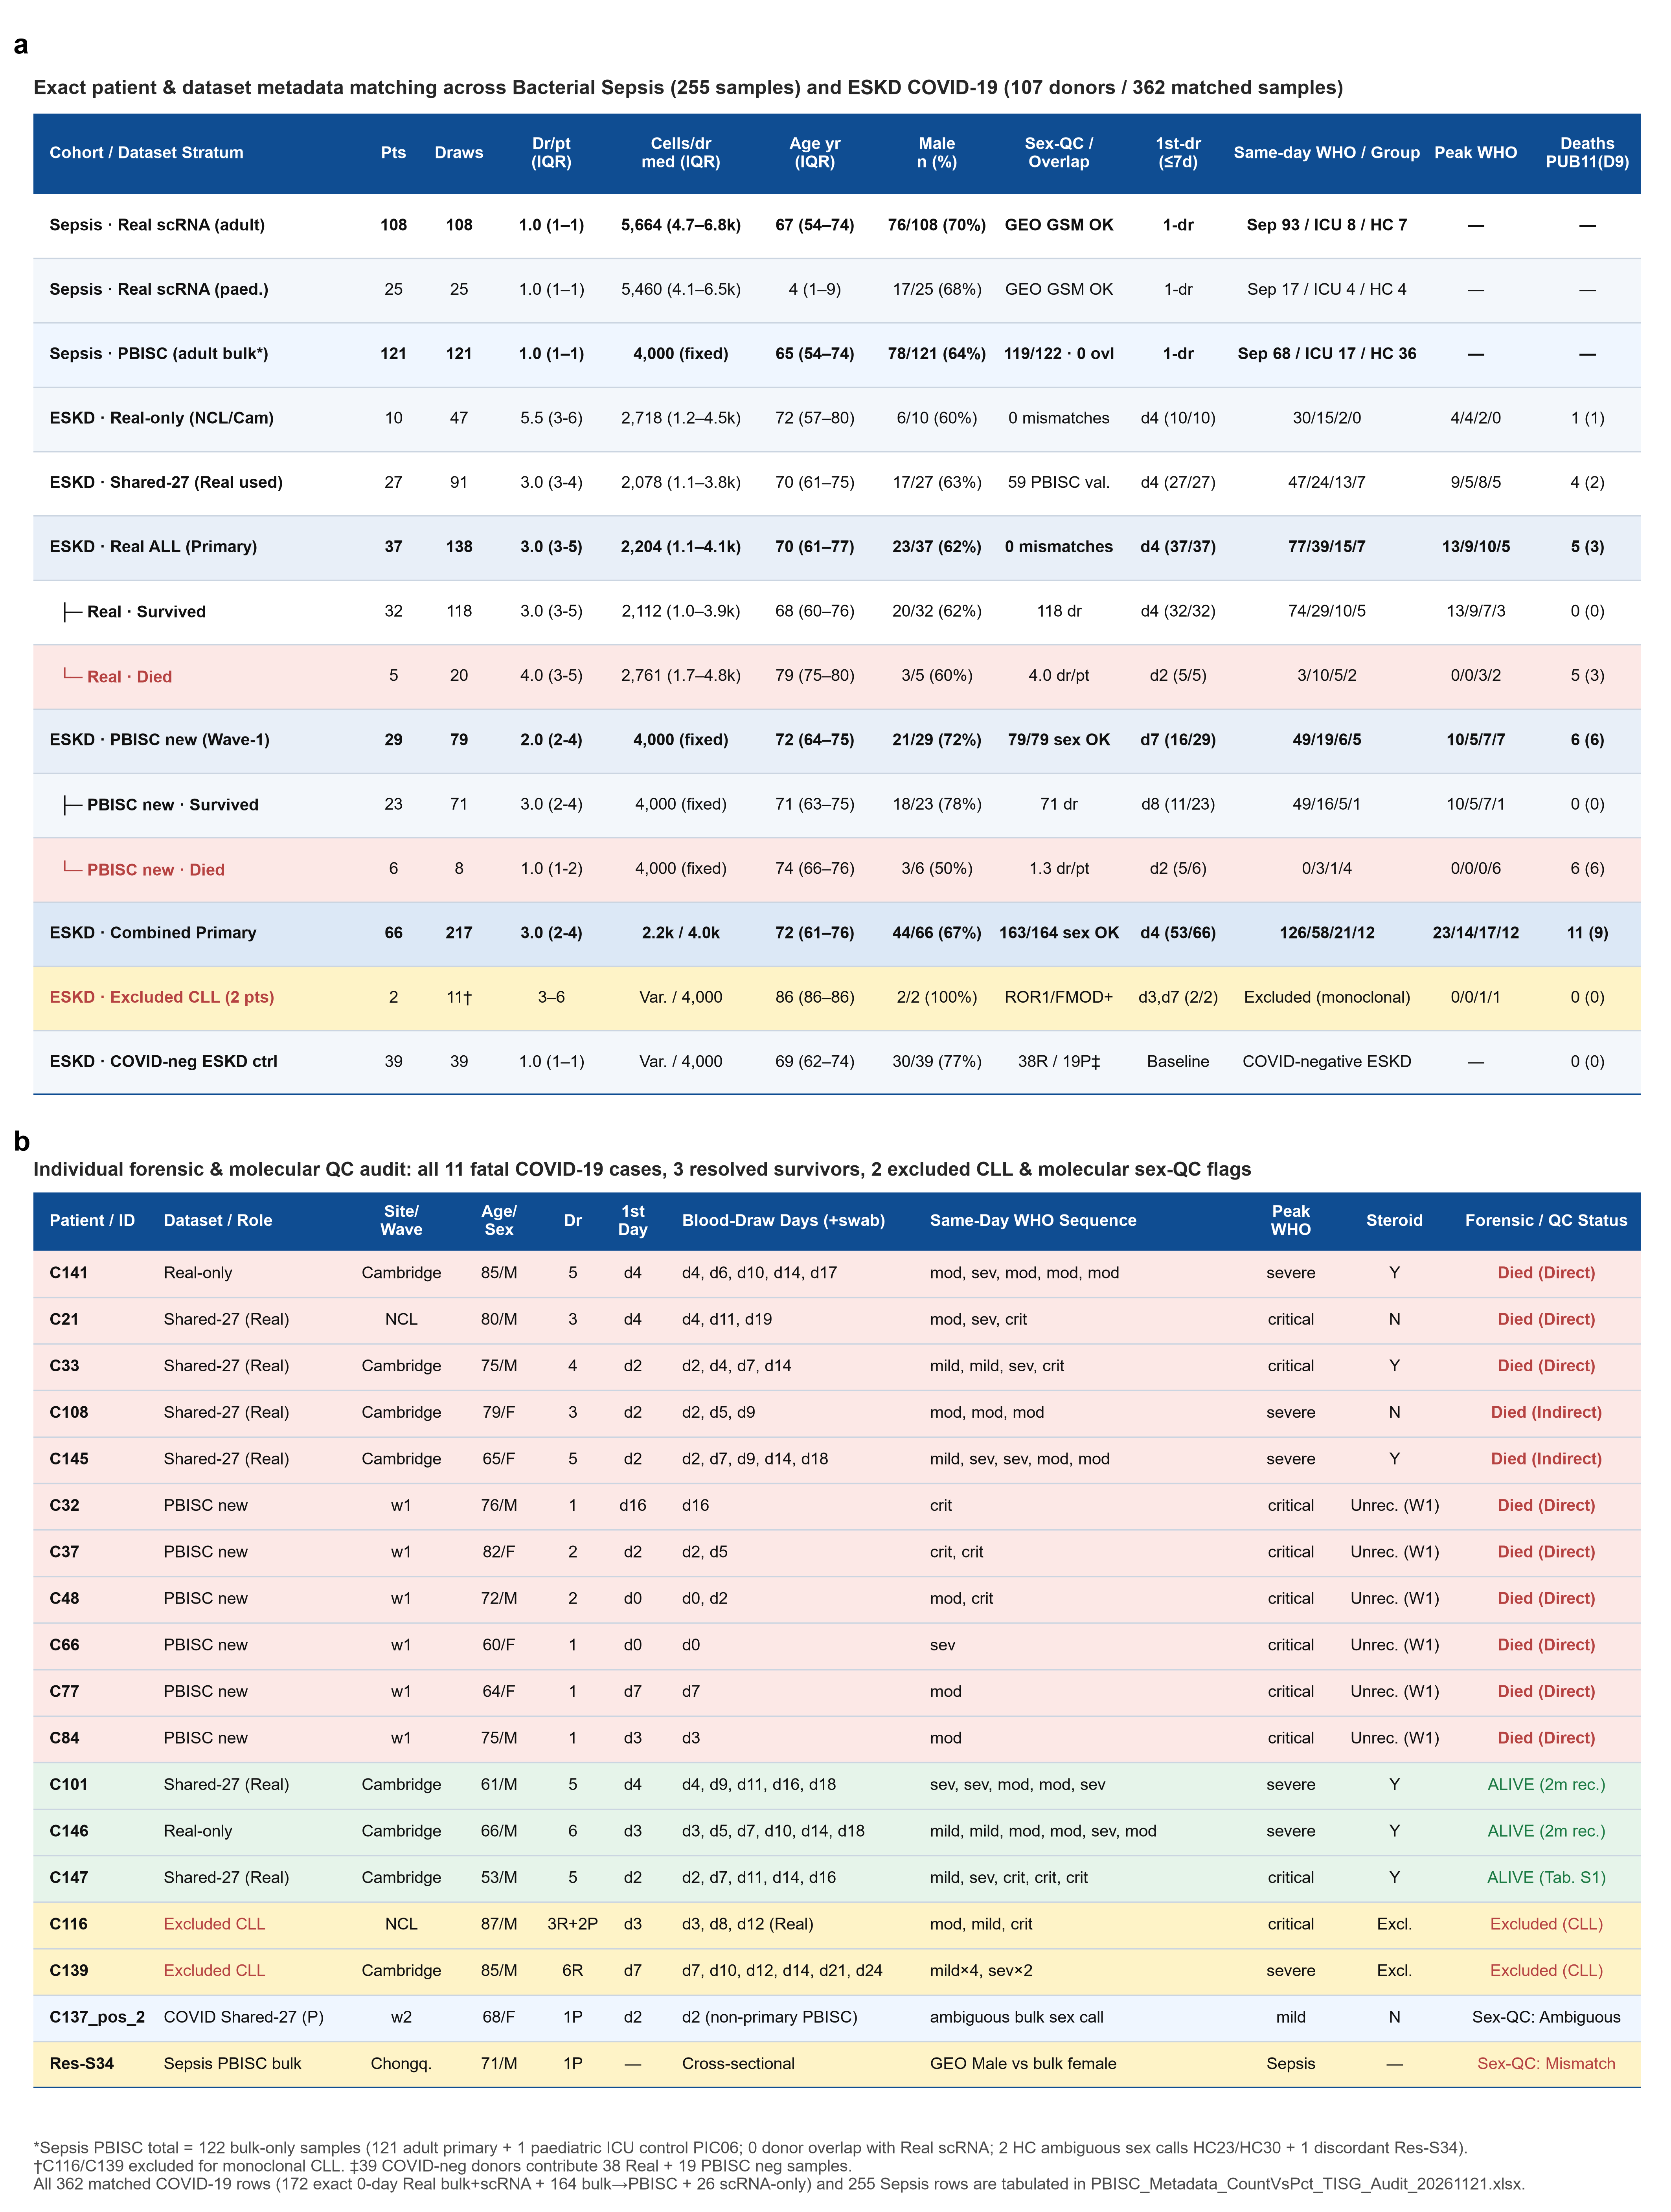 a
Exact patient & dataset metadata matching across Bacterial Sepsis (255 samples) and ESKD COVID-19 (107 donors / 362 matched samples)
Cohort / Dataset Stratum Pts Draws Dr/pt (IQR) Cells/dr med (IQR) Age yr (IQR) Male n (%) Sex-QC / Overlap 1st-dr (≤7d) Same-day WHO / Group Peak WHO Deaths PUB11(D9)
Sepsis · Real scRNA (adult) 108 108 1.0 (1–1) 5,664 (4.7–6.8k) 67 (54–74) 76/108 (70%) GEO GSM OK 1-dr Sep 93 / ICU 8 / HC 7 — —
Sepsis · Real scRNA (paed.) 25 25 1.0 (1–1) 5,460 (4.1–6.5k) 4 (1–9) 17/25 (68%) GEO GSM OK 1-dr Sep 17 / ICU 4 / HC 4 — —
Sepsis · PBISC (adult bulk*) 121 121 1.0 (1–1) 4,000 (fixed) 65 (54–74) 78/121 (64%) 119/122 · 0 ovl 1-dr Sep 68 / ICU 17 / HC 36 — —
ESKD · Real-only (NCL/Cam) 10 47 5.5 (3-6) 2,718 (1.2–4.5k) 72 (57–80) 6/10 (60%) 0 mismatches d4 (10/10) 30/15/2/0 4/4/2/0 1 (1)
ESKD · Shared-27 (Real used) 27 91 3.0 (3-4) 2,078 (1.1–3.8k) 70 (61–75) 17/27 (63%) 59 PBISC val. d4 (27/27) 47/24/13/7 9/5/8/5 4 (2)
ESKD · Real ALL (Primary) 37 138 3.0 (3-5) 2,204 (1.1–4.1k) 70 (61–77) 23/37 (62%) 0 mismatches d4 (37/37) 77/39/15/7 13/9/10/5 5 (3)
├─ Real · Survived 32 118 3.0 (3-5) 2,112 (1.0–3.9k) 68 (60–76) 20/32 (62%) 118 dr d4 (32/32) 74/29/10/5 13/9/7/3 0 (0)
└─ Real · Died 5 20 4.0 (3-5) 2,761 (1.7–4.8k) 79 (75–80) 3/5 (60%) 4.0 dr/pt d2 (5/5) 3/10/5/2 0/0/3/2 5 (3)
ESKD · PBISC new (Wave-1) 29 79 2.0 (2-4) 4,000 (fixed) 72 (64–75) 21/29 (72%) 79/79 sex OK d7 (16/29) 49/19/6/5 10/5/7/7 6 (6)
├─ PBISC new · Survived 23 71 3.0 (2-4) 4,000 (fixed) 71 (63–75) 18/23 (78%) 71 dr d8 (11/23) 49/16/5/1 10/5/7/1 0 (0)
└─ PBISC new · Died 6 8 1.0 (1-2) 4,000 (fixed) 74 (66–76) 3/6 (50%) 1.3 dr/pt d2 (5/6) 0/3/1/4 0/0/0/6 6 (6)
ESKD · Combined Primary 66 217 3.0 (2-4) 2.2k / 4.0k 72 (61–76) 44/66 (67%) 163/164 sex OK d4 (53/66) 126/58/21/12 23/14/17/12 11 (9)
ESKD · Excluded CLL (2 pts) 2 11† 3–6 Var. / 4,000 86 (86–86) 2/2 (100%) ROR1/FMOD+ d3,d7 (2/2) Excluded (monoclonal) 0/0/1/1 0 (0)
ESKD · COVID-neg ESKD ctrl 39 39 1.0 (1–1) Var. / 4,000 69 (62–74) 30/39 (77%) 38R / 19P‡ Baseline COVID-negative ESKD — 0 (0)
b
Individual forensic & molecular QC audit: all 11 fatal COVID-19 cases, 3 resolved survivors, 2 excluded CLL & molecular sex-QC flags
Patient / ID Dataset / Role Site/ Wave Age/ Sex Dr 1st Day Blood-Draw Days (+swab) Same-Day WHO Sequence Peak WHO Steroid Forensic / QC Status
C141 Real-only Cambridge 85/M 5 d4 d4, d6, d10, d14, d17 mod, sev, mod, mod, mod severe Y Died (Direct)
C21 Shared-27 (Real) NCL 80/M 3 d4 d4, d11, d19 mod, sev, crit critical N Died (Direct)
C33 Shared-27 (Real) Cambridge 75/M 4 d2 d2, d4, d7, d14 mild, mild, sev, crit critical Y Died (Direct)
C108 Shared-27 (Real) Cambridge 79/F 3 d2 d2, d5, d9 mod, mod, mod severe N Died (Indirect)
C145 Shared-27 (Real) Cambridge 65/F 5 d2 d2, d7, d9, d14, d18 mild, sev, sev, mod, mod severe Y Died (Indirect)
C32 PBISC new w1 76/M 1 d16 d16 crit critical Unrec. (W1) Died (Direct)
C37 PBISC new w1 82/F 2 d2 d2, d5 crit, crit critical Unrec. (W1) Died (Direct)
C48 PBISC new w1 72/M 2 d0 d0, d2 mod, crit critical Unrec. (W1) Died (Direct)
C66 PBISC new w1 60/F 1 d0 d0 sev critical Unrec. (W1) Died (Direct)
C77 PBISC new w1 64/F 1 d7 d7 mod critical Unrec. (W1) Died (Direct)
C84 PBISC new w1 75/M 1 d3 d3 mod critical Unrec. (W1) Died (Direct)
C101 Shared-27 (Real) Cambridge 61/M 5 d4 d4, d9, d11, d16, d18 sev, sev, mod, mod, sev severe Y ALIVE (2m rec.)
C146 Real-only Cambridge 66/M 6 d3 d3, d5, d7, d10, d14, d18 mild, mild, mod, mod, sev, mod severe Y ALIVE (2m rec.)
C147 Shared-27 (Real) Cambridge 53/M 5 d2 d2, d7, d11, d14, d16 mild, sev, crit, crit, crit critical Y ALIVE (Tab. S1)
C116 Excluded CLL NCL 87/M 3R+2P d3 d3, d8, d12 (Real) mod, mild, crit critical Excl. Excluded (CLL)
C139 Excluded CLL Cambridge 85/M 6R d7 d7, d10, d12, d14, d21, d24 mild×4, sev×2 severe Excl. Excluded (CLL)
C137_pos_2 COVID Shared-27 (P) w2 68/F 1P d2 d2 (non-primary PBISC) ambiguous bulk sex call mild N Sex-QC: Ambiguous
Res-S34 Sepsis PBISC bulk Chongq. 71/M 1P — Cross-sectional GEO Male vs bulk female Sepsis — Sex-QC: Mismatch
*Sepsis PBISC total = 122 bulk-only samples (121 adult primary + 1 paediatric ICU control PIC06; 0 donor overlap with Real scRNA; 2 HC ambiguous sex calls HC23/HC30 + 1 discordant Res-S34).
†C116/C139 excluded for monoclonal CLL. ‡39 COVID-neg donors contribute 38 Real + 19 PBISC neg samples.
All 362 matched COVID-19 rows (172 exact 0-day Real bulk+scRNA + 164 bulk→PBISC + 26 scRNA-only) and 255 Sepsis rows are tabulated in PBISC_Metadata_CountVsPct_TISG_Audit_20261121.xlsx.